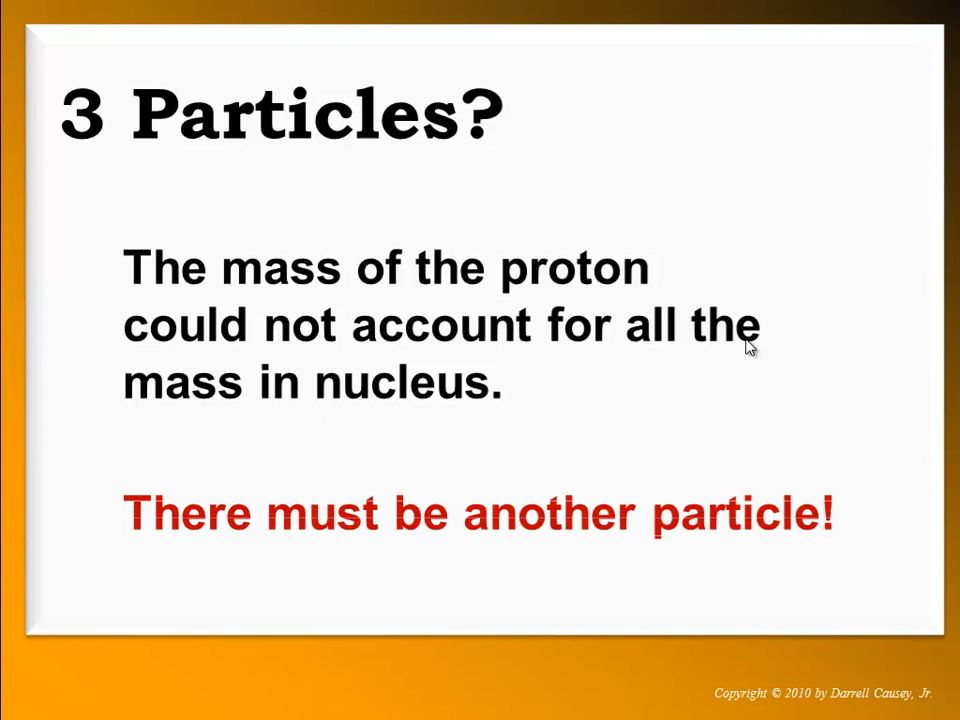 3 Particles?
The mass of the proton
could not account for all the
mass in nucleus.
There must be another particle!
Copyright © 2010 by Darrell Causey, Jr.